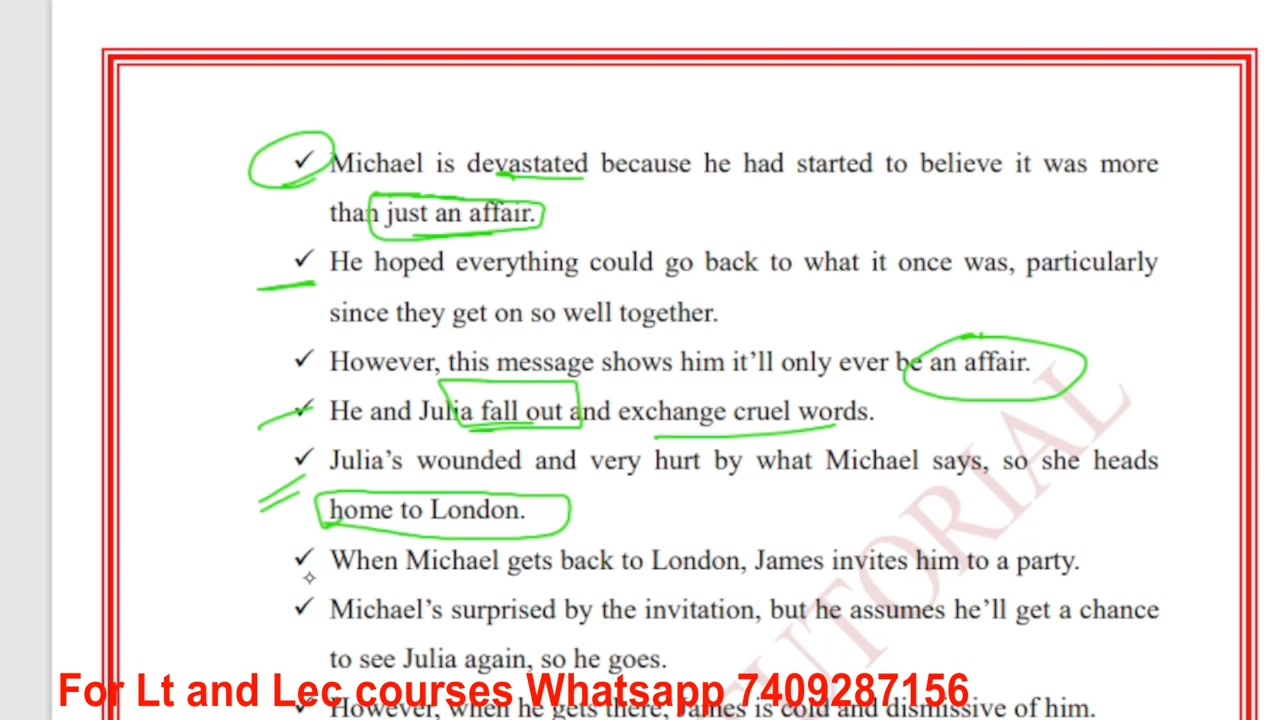 ✓ Michael is devastated because he had started to believe it was more
than just an affair.
✓ He hoped everything could go back to what it once was, particularly
since they get on so well together.
✓ However, this message shows him it'll only ever be an affair.
✓ He and Julia fall out and exchange cruel words.
✓ Julia's wounded and very hurt by what Michael says, so she heads
home to London.
✓ When Michael gets back to London, James invites him to a party.
✓ Michael's surprised by the invitation, but he assumes he'll get a chance
to see Julia again, so he goes.
For Lt and Lec courses Whatsapp 7409287156
✓ However, when he gets there, James is cold and dismissive of him.
TUTORIAL